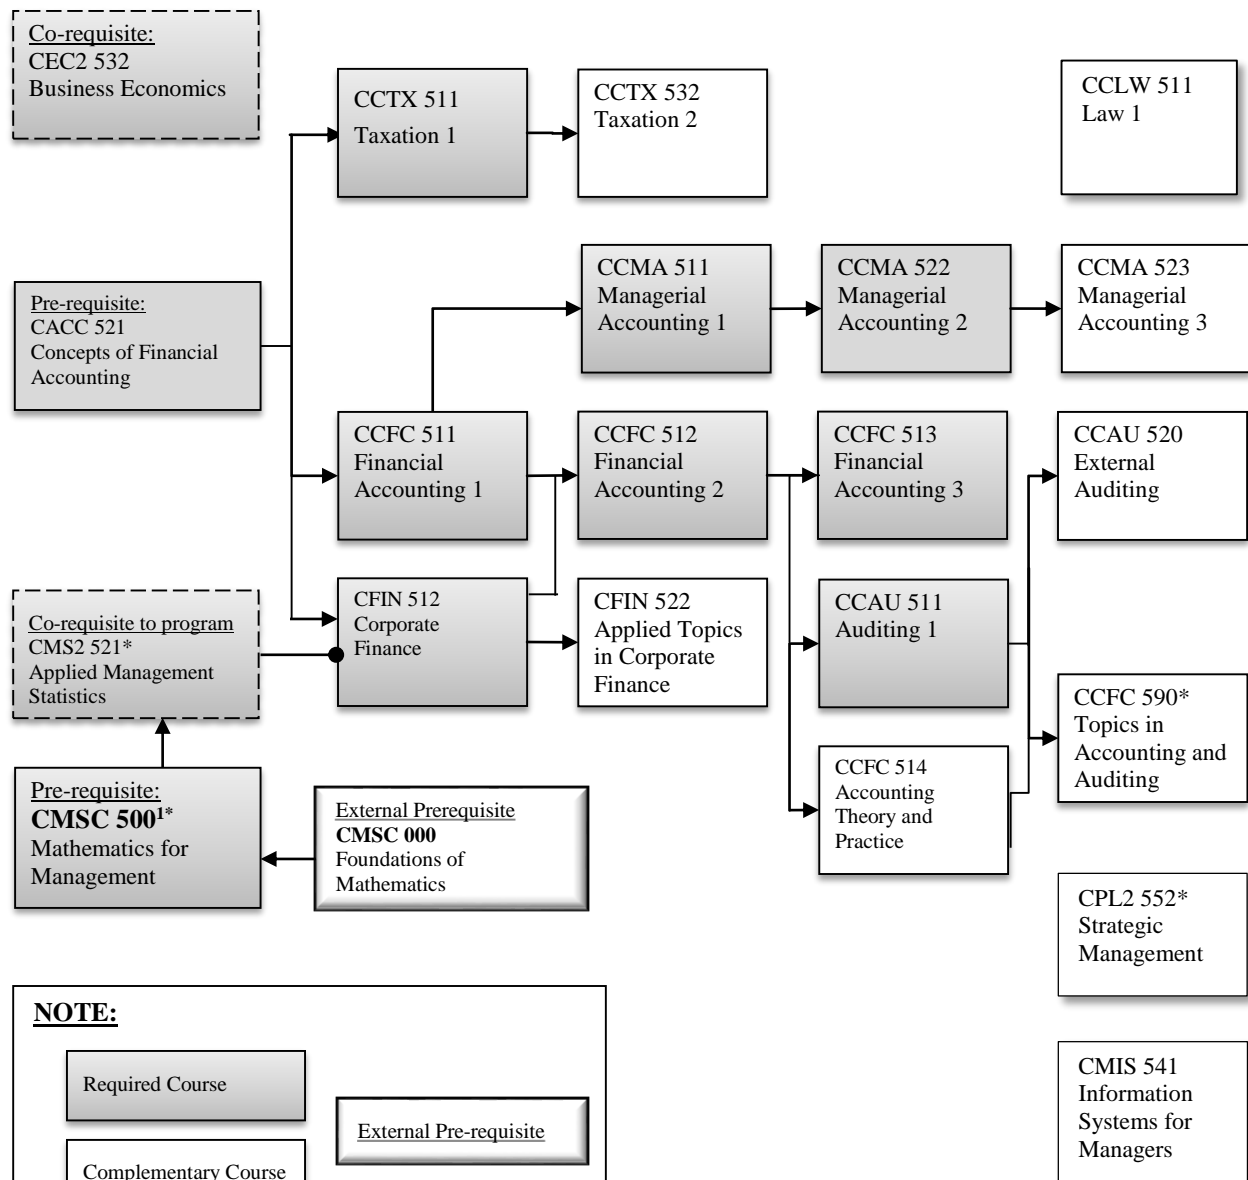 Co-requisite:
CEC2 532
Business Economics
CCTX 511
Taxation 1
CCTX 532
Taxation 2
CCLW 511
Law 1
Pre-requisite:
CACC 521
Concepts of Financial
Accounting
CCMA 511
Managerial
Accounting 1
CCMA 522
Managerial
Accounting 2
CCMA 523
Managerial
Accounting 3
CCFC 511
Financial
Accounting 1
CCFC 512
Financial
Accounting 2
CCFC 513
Financial
Accounting 3
CCAU 520
External
Auditing
Co-requisite to program
CMS2 521*
Applied Management
Statistics
CFIN 512
Corporate
Finance
CFIN 522
Applied Topics
in Corporate
Finance
CCAU 511
Auditing 1
CCFC 590*
Topics in
Accounting and
Auditing
Pre-requisite:
CMSC 500¹*
Mathematics for
Management
External Prerequisite
CMSC 000
Foundations of
Mathematics
CCFC 514
Accounting
Theory and
Practice
CPL2 552*
Strategic
Management
NOTE:
Required Course
External Pre-requisite
Complementary Course
CMIS 541
Information
Systems for
Managers